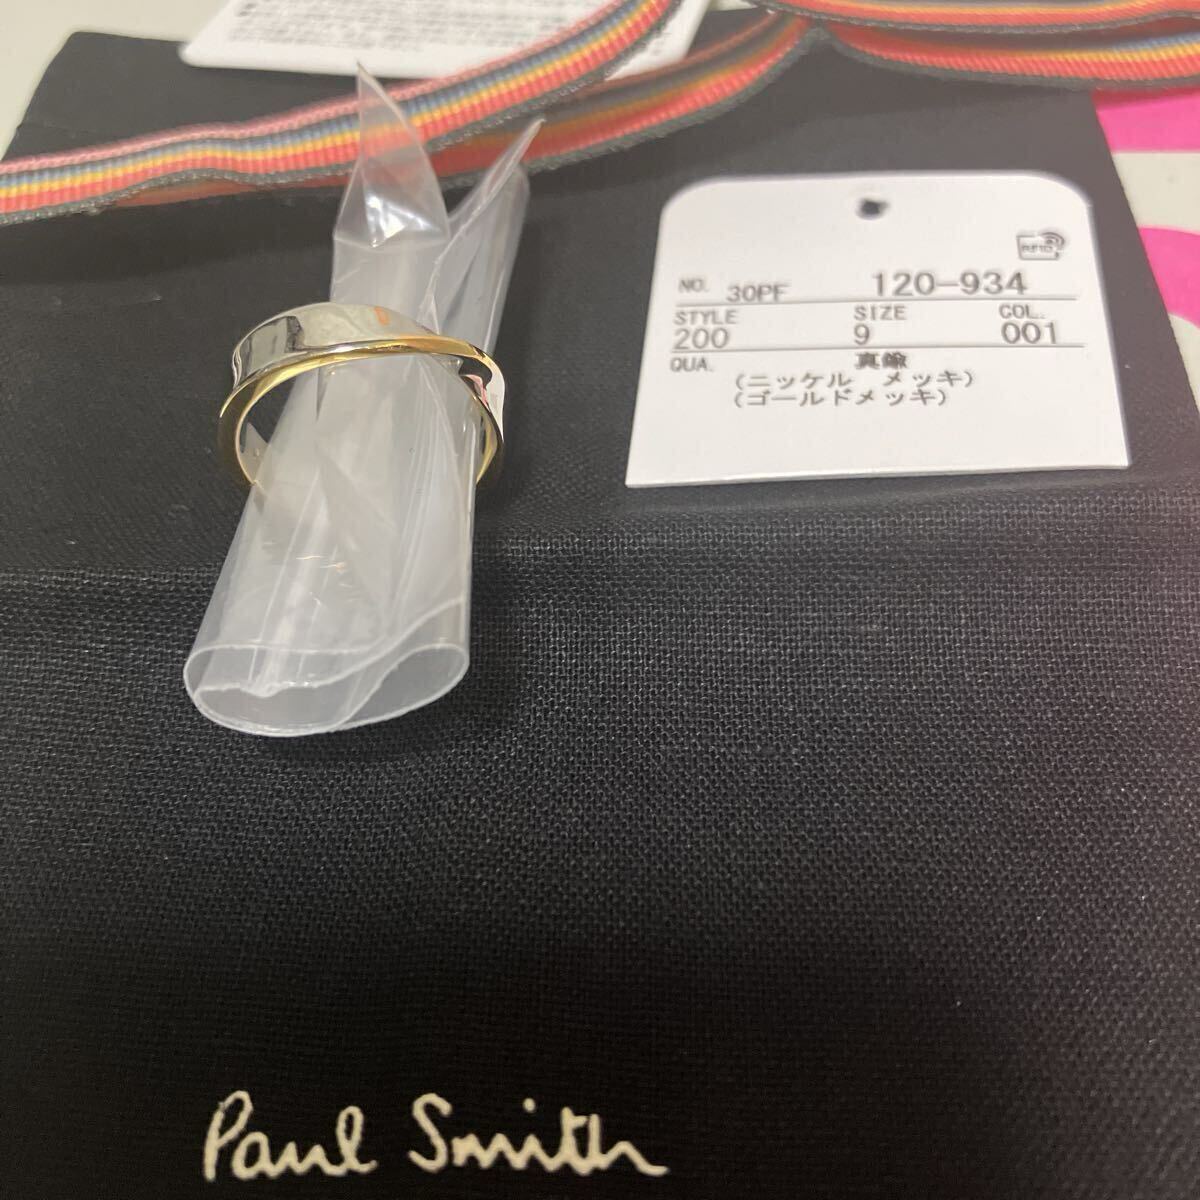 RFID
NO. 30PF 120-934
STYLE SIZE COL.
200 9 001
QUA. 真鍮
(ニッケル メッキ)
(ゴールドメッキ)
Paul Smith